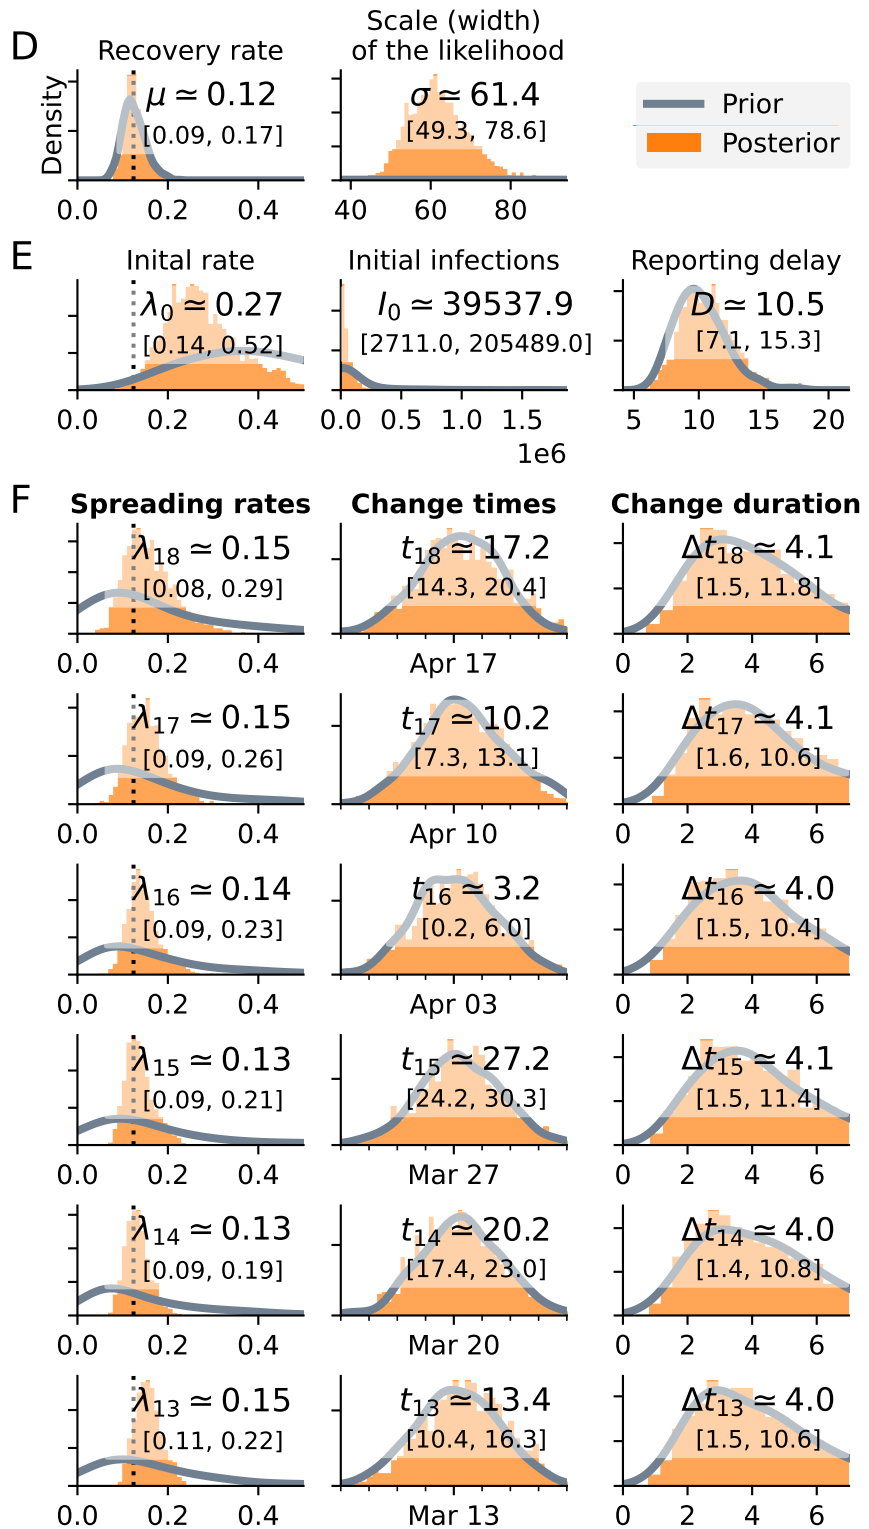 D
Recovery rate
Scale (width)
of the likelihood
Density
μ ≃ 0.12
[0.09, 0.17]
σ ≃ 61.4
[49.3, 78.6]
Prior
Posterior
0.0 0.2 0.4
40 60 80
E
Inital rate
Initial infections
Reporting delay
λ0 ≃ 0.27
[0.14, 0.52]
I0 ≃ 39537.9
[2711.0, 205489.0]
D ≃ 10.5
[7.1, 15.3]
0.0 0.2 0.4
0.0 0.5 1.0 1.5
1e6
5 10 15 20
F
Spreading rates
Change times
Change duration
λ18 ≃ 0.15
[0.08, 0.29]
t18 ≃ 17.2
[14.3, 20.4]
Δt18 ≃ 4.1
[1.5, 11.8]
0.0 0.2 0.4
Apr 17
0 2 4 6
λ17 ≃ 0.15
[0.09, 0.26]
t17 ≃ 10.2
[7.3, 13.1]
Δt17 ≃ 4.1
[1.6, 10.6]
0.0 0.2 0.4
Apr 10
0 2 4 6
λ16 ≃ 0.14
[0.09, 0.23]
t16 ≃ 3.2
[0.2, 6.0]
Δt16 ≃ 4.0
[1.5, 10.4]
0.0 0.2 0.4
Apr 03
0 2 4 6
λ15 ≃ 0.13
[0.09, 0.21]
t15 ≃ 27.2
[24.2, 30.3]
Δt15 ≃ 4.1
[1.5, 11.4]
0.0 0.2 0.4
Mar 27
0 2 4 6
λ14 ≃ 0.13
[0.09, 0.19]
t14 ≃ 20.2
[17.4, 23.0]
Δt14 ≃ 4.0
[1.4, 10.8]
0.0 0.2 0.4
Mar 20
0 2 4 6
λ13 ≃ 0.15
[0.11, 0.22]
t13 ≃ 13.4
[10.4, 16.3]
Δt13 ≃ 4.0
[1.5, 10.6]
0.0 0.2 0.4
Mar 13
0 2 4 6